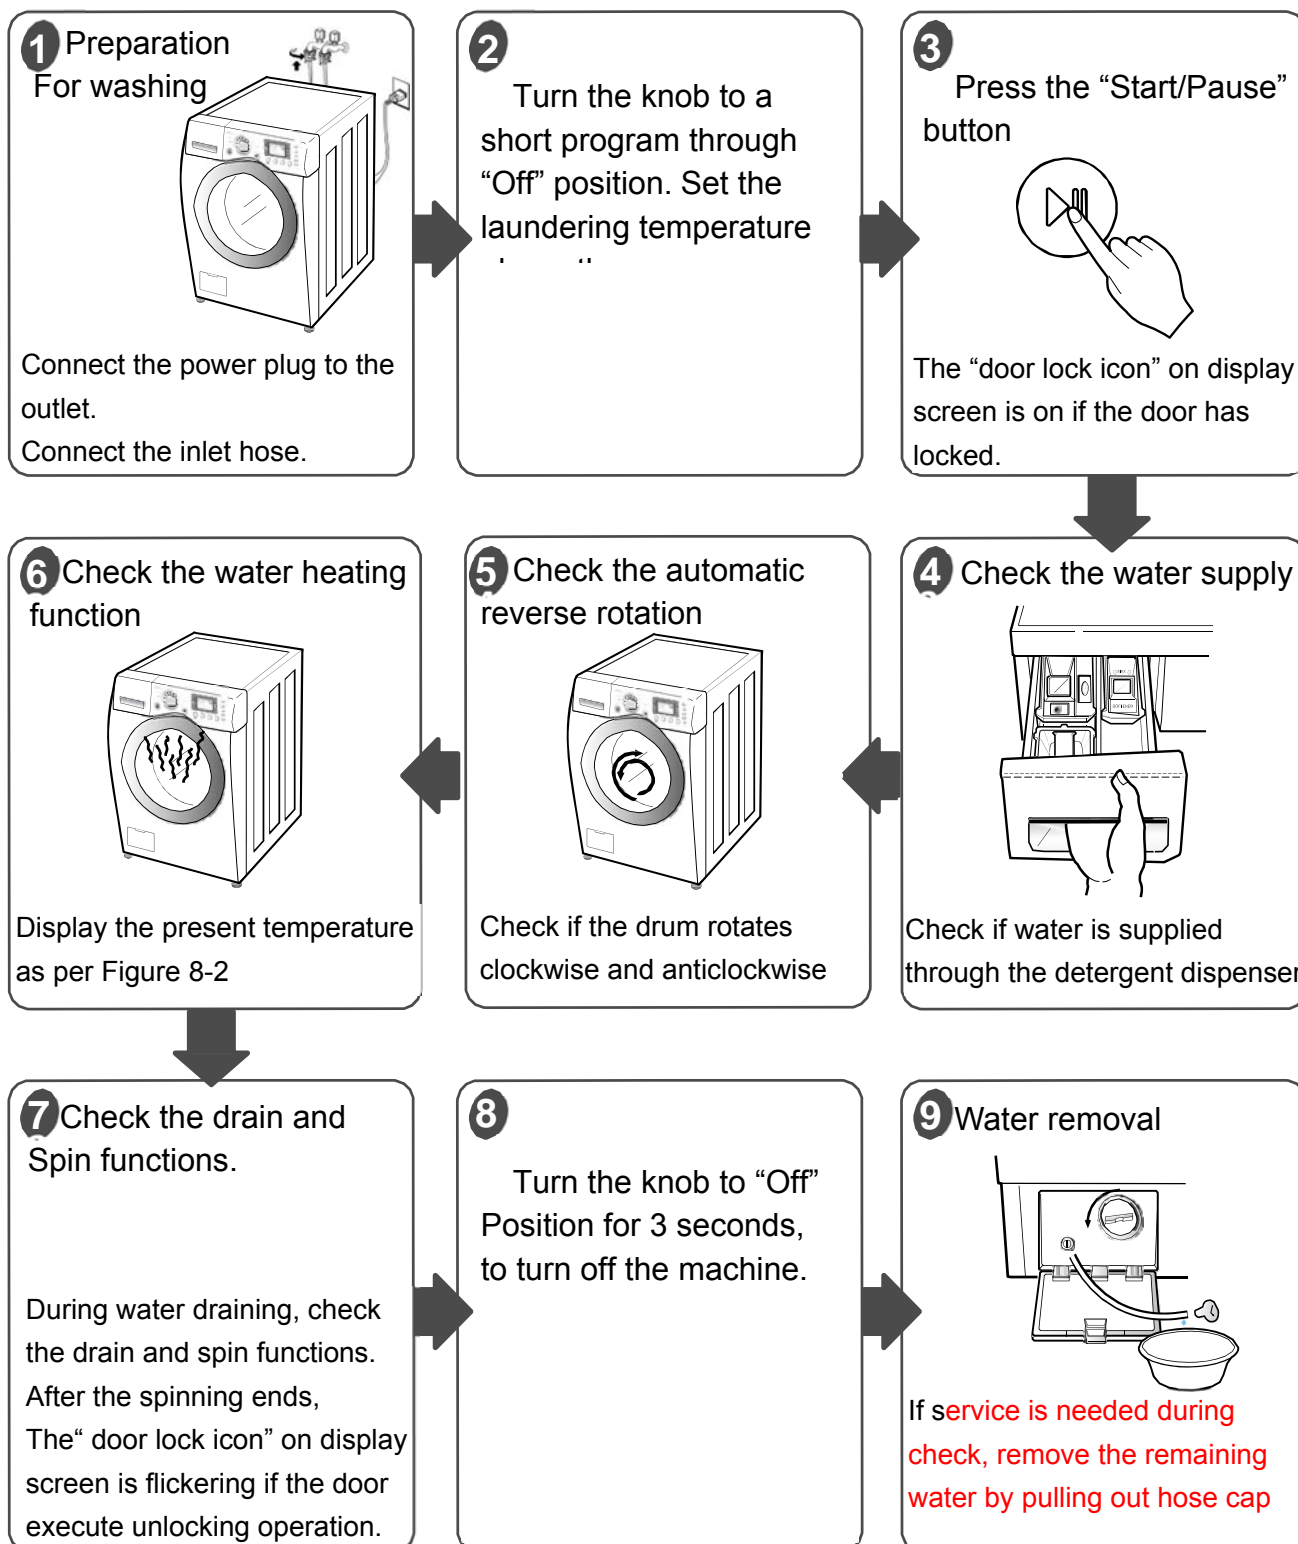 1 Preparation
For washing
Connect the power plug to the
outlet.
Connect the inlet hose.
2
Turn the knob to a
short program through
“Off” position. Set the
laundering temperature
3
Press the “Start/Pause”
button
The “door lock icon” on display
screen is on if the door has
locked.
4 Check the water supply
Check if water is supplied
through the detergent dispenser
5 Check the automatic
reverse rotation
Check if the drum rotates
clockwise and anticlockwise
6 Check the water heating
function
Display the present temperature
as per Figure 8-2
7 Check the drain and
Spin functions.
During water draining, check
the drain and spin functions.
After the spinning ends,
The“ door lock icon” on display
screen is flickering if the door
execute unlocking operation.
8
Turn the knob to “Off”
Position for 3 seconds,
to turn off the machine.
9 Water removal
If service is needed during
check, remove the remaining
water by pulling out hose cap